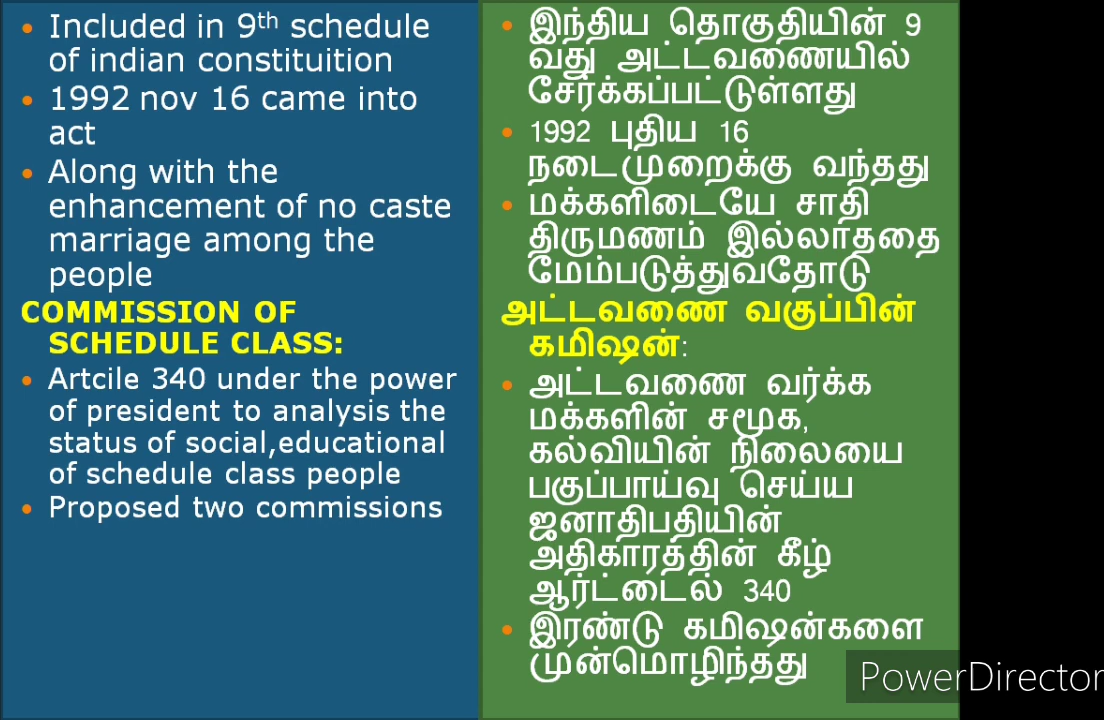 Included in 9th schedule
of indian constituition
1992 nov 16 came into
act
Along with the
enhancement of no caste
marriage among the
people
COMMISSION OF
SCHEDULE CLASS:
Artcile 340 under the power
of president to analysis the
status of social,educational
of schedule class people
Proposed two commissions
இந்திய தொகுதியின் 9
வது அட்டவணையில்
சேர்க்கப்பட்டுள்ளது
1992 புதிய 16
நடைமுறைக்கு வந்தது
மக்களிடையே சாதி
திருமணம் இல்லாததை
மேம்படுத்துவதோடு
அட்டவணை வகுப்பின்
கமிஷன்:
அட்டவணை வர்க்க
மக்களின் சமூக,
கல்வியின் நிலையை
பகுப்பாய்வு செய்ய
ஜனாதிபதியின்
அதிகாரத்தின் கீழ்
ஆர்ட்டைல் 340
இரண்டு கமிஷன்களை
முன்மொழிந்தது
PowerDirector